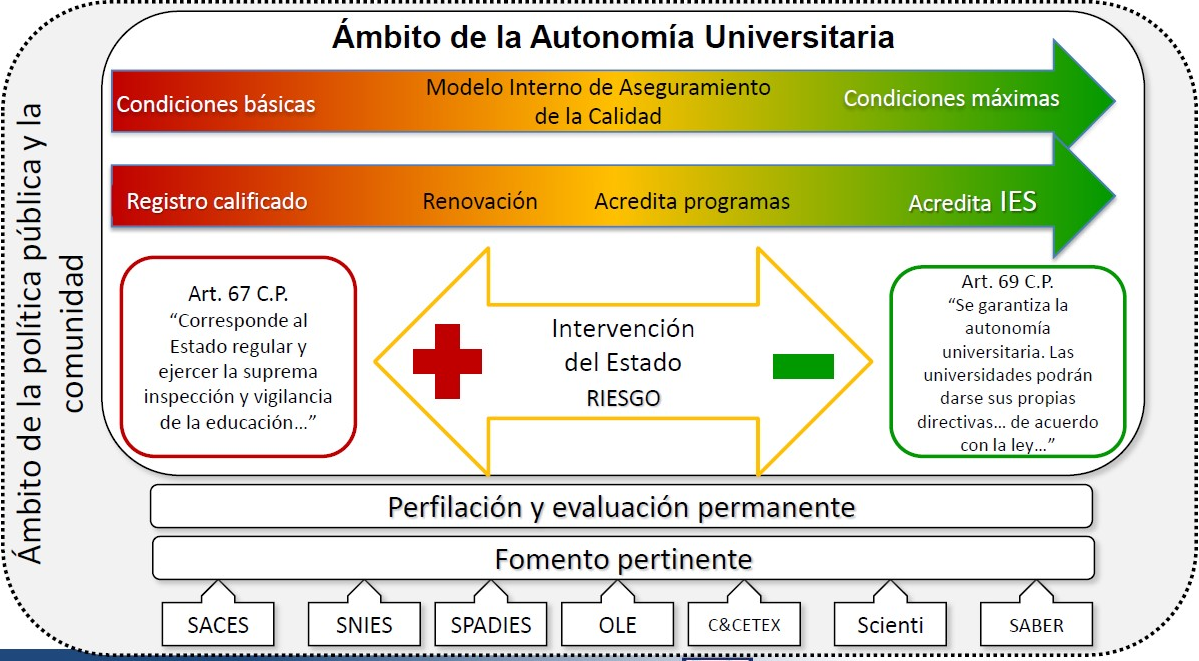 Ámbito de la política pública y la
comunidad
Ámbito de la Autonomía Universitaria
Condiciones básicas
Modelo Interno de Aseguramiento
de la Calidad
Condiciones máximas
Registro calificado
Renovación
Acredita programas
Acredita IES
Art. 67 C.P.
“Corresponde al
Estado regular y
ejercer la suprema
inspección y vigilancia
de la educación…”
Intervención
del Estado
RIESGO
Art. 69 C.P.
“Se garantiza la
autonomía
universitaria. Las
universidades podrán
darse sus propias
directivas… de acuerdo
con la ley…”
Perfilación y evaluación permanente
Fomento pertinente
SACES
SNIES
SPADIES
OLE
C&CETEX
Scienti
SABER